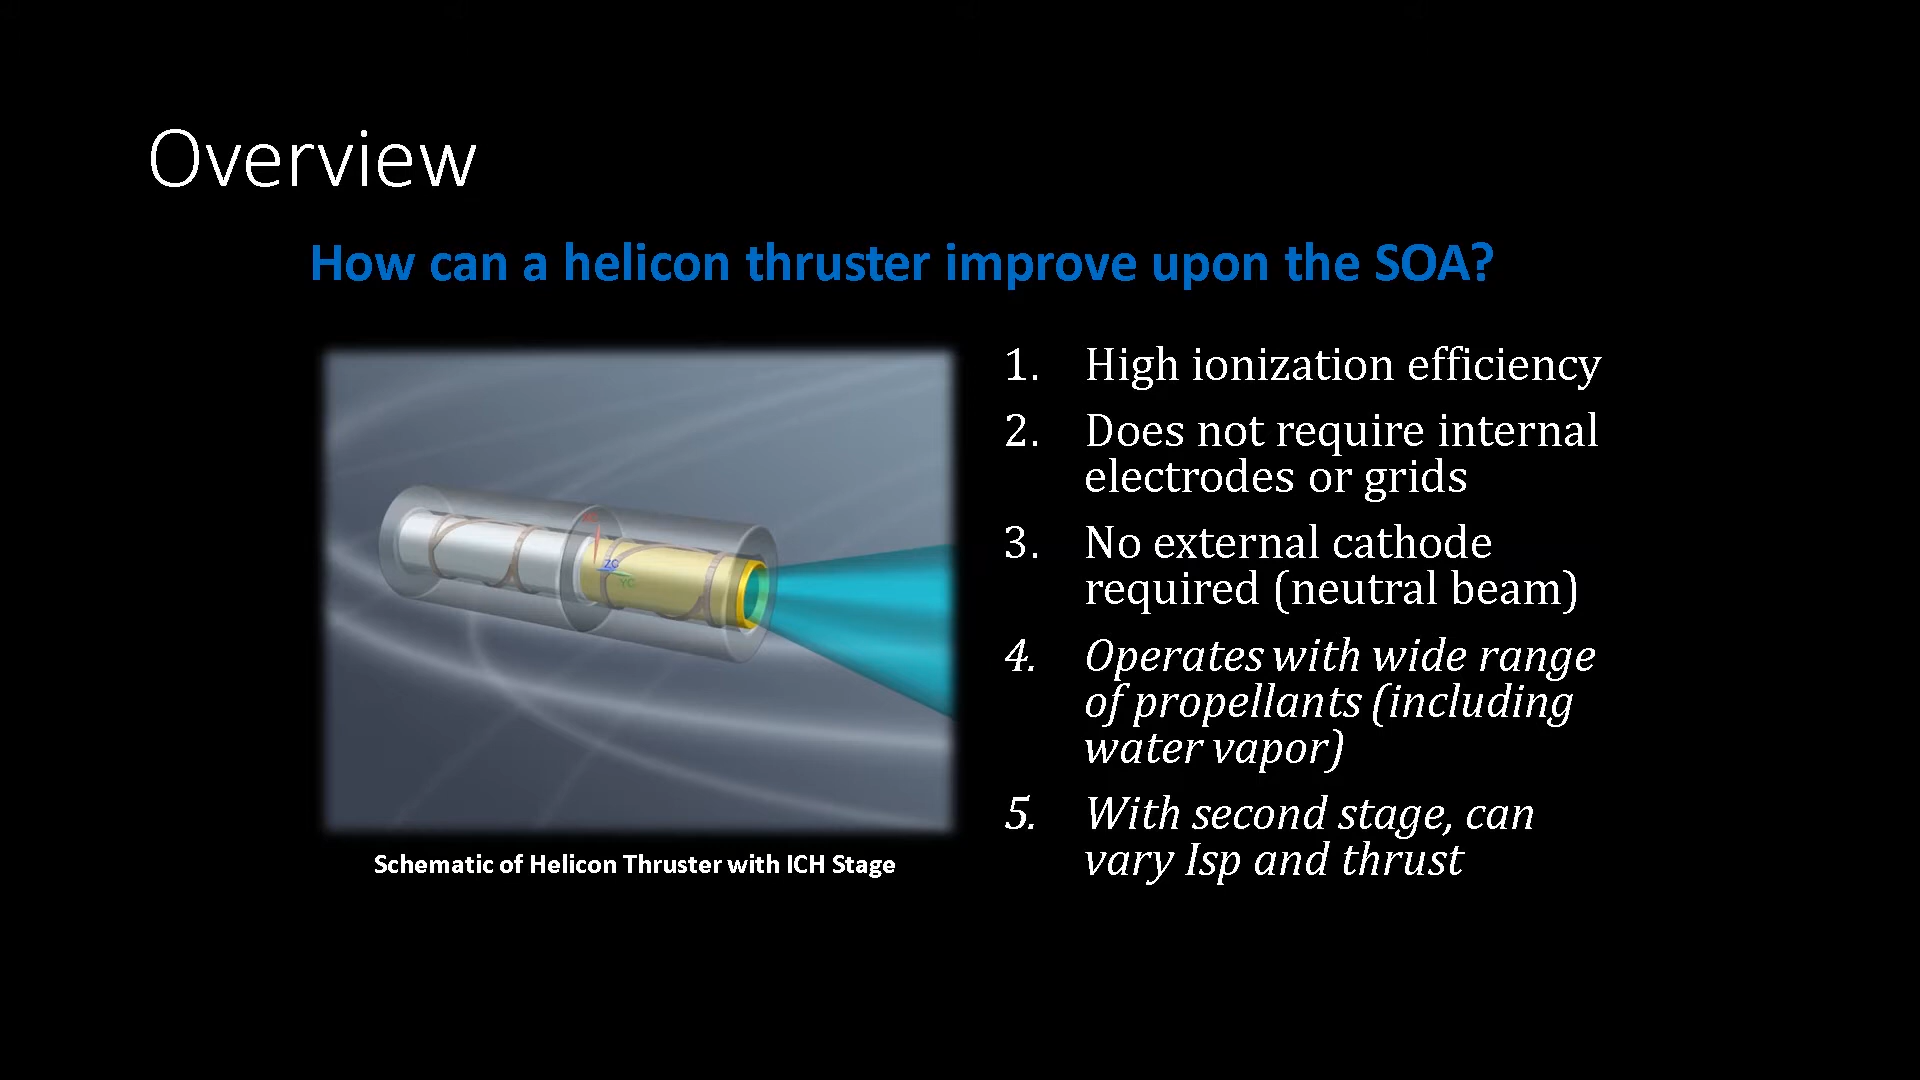 Overview
How can a helicon thruster improve upon the SOA?
1. High ionization efficiency
2. Does not require internal
electrodes or grids
3. No external cathode
required (neutral beam)
4. Operates with wide range
of propellants (including
water vapor)
5. With second stage, can
vary Isp and thrust
ZC
YC
Schematic of Helicon Thruster with ICH Stage